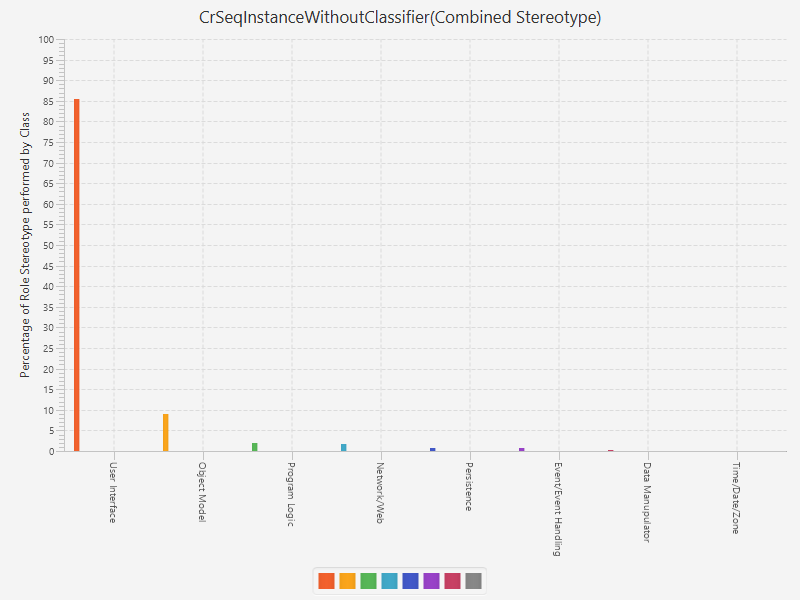 CrSeqInstanceWithoutClassifier(Combined Stereotype)
Percentage of Role Stereotype performed by Class
100
95
90
85
80
75
70
65
60
55
50
45
40
35
30
25
20
15
10
5
0
User Interface
Object Model
Program Logic
Network/Web
Persistence
Event/Event Handling
Data Manupulator
Time/Date/Zone